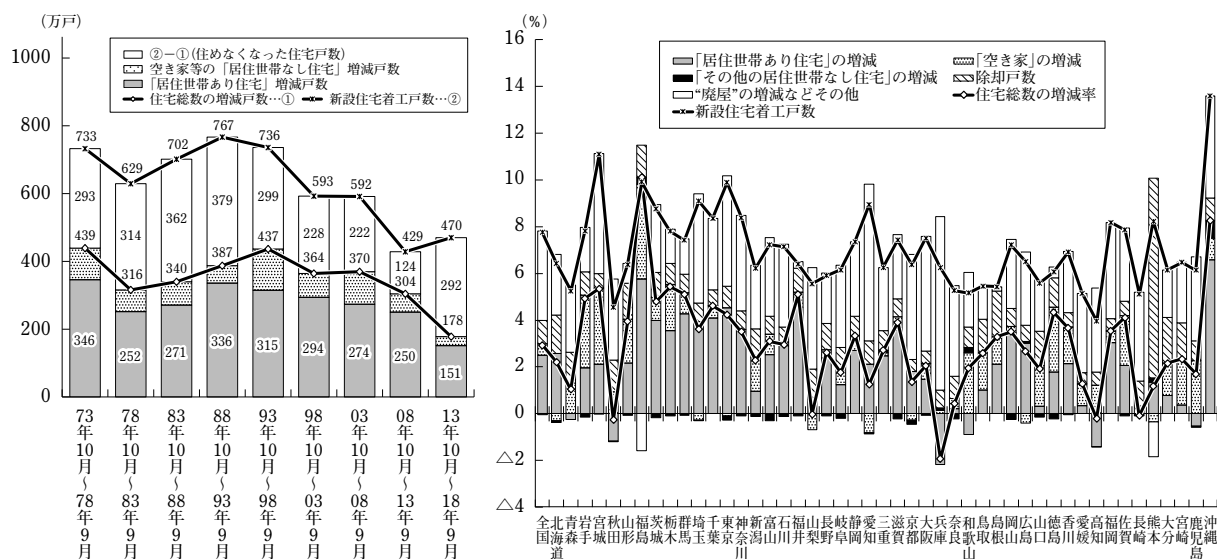 （万戸）
1000
800
600
400
200
0
②－①(住めなくなった住宅戸数)
空き家等の「居住世帯なし住宅」増減戸数
「居住世帯あり住宅」増減戸数
住宅総数の増減戸数…①
新設住宅着工戸数…②
733
629
702
767
736
593
592
429
470
293
314
362
379
299
228
222
124
292
439
316
340
387
437
364
370
304
178
346
252
271
336
315
294
274
250
151
73年10月～78年9月
78年10月～83年9月
83年10月～88年9月
88年10月～93年9月
93年10月～98年9月
98年10月～03年9月
03年10月～08年9月
08年10月～13年9月
13年10月～18年9月
（%）
16
14
12
10
8
6
4
2
0
△2
△4
「居住世帯あり住宅」の増減
「空き家」の増減
「その他の居住世帯なし住宅」の増減
除却戸数
“廃屋”の増減などその他
住宅総数の増減率
新設住宅着工戸数
全国
北海道
青森
岩手
宮城
秋田
山形
福島
茨城
栃木
群馬
埼玉
千葉
東京
神奈川
新潟
富山
石川
福井
山梨
長野
岐阜
静岡
愛知
三重
滋賀
京都
大阪
兵庫
奈良
和歌山
鳥取
島根
岡山
広島
山口
徳島
香川
愛媛
高知
福岡
佐賀
長崎
熊本
大分
宮崎
鹿児島
沖縄